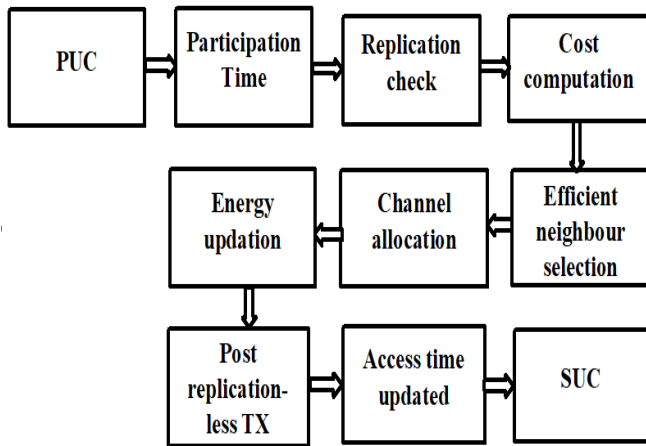 PUC
Participation
Time
Replication
check
Cost
computation
Energy
updation
Channel
allocation
Efficient
neighbour
selection
Post
replication-
less TX
Access time
updated
SUC